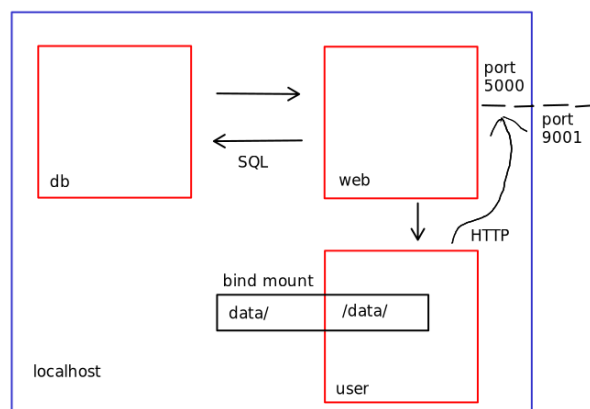 port
5000
port
9001
db
SQL
web
HTTP
bind mount
data/
/data/
localhost
user